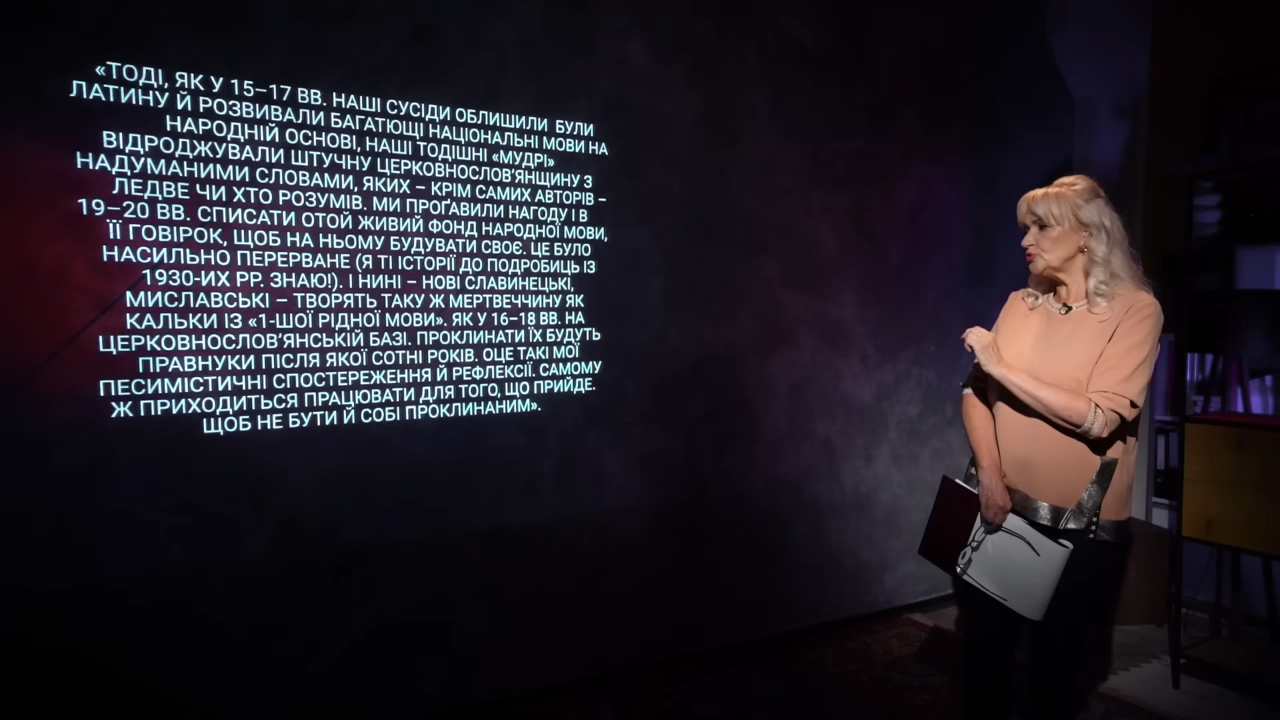 «ТОДІ, ЯК У 15–17 ВВ. НАШІ СУСІДИ ОБЛИШИЛИ БУЛИ
ЛАТИНУ Й РОЗВИВАЛИ БАГАТЮЩІ НАЦІОНАЛЬНІ МОВИ НА
НАРОДНІЙ ОСНОВІ, НАШІ ТОДІШНІ «МУДРІ»
ВІДРОДЖУВАЛИ ШТУЧНУ ЦЕРКОВНОСЛОВ'ЯНЩИНУ З
НАДУМАНИМИ СЛОВАМИ, ЯКИХ – КРІМ САМИХ АВТОРІВ –
ЛЕДВЕ ЧИ ХТО РОЗУМІВ. МИ ПРОҐАВИЛИ НАГОДУ І В
19–20 ВВ. СПИСАТИ ОТОЙ ЖИВИЙ ФОНД НАРОДНОЇ МОВИ,
ЇЇ ГОВІРОК, ЩОБ НА НЬОМУ БУДУВАТИ СВОЄ. ЦЕ БУЛО
НАСИЛЬНО ПЕРЕРВАНЕ (Я ТІ ІСТОРІЇ ДО ПОДРОБИЦЬ ІЗ
1930-ИХ РР. ЗНАЮ!). І НИНІ – НОВІ СЛАВИНЕЦЬКІ,
МИСЛАВСЬКІ – ТВОРЯТЬ ТАКУ Ж МЕРТВЕЧЧИНУ ЯК
КАЛЬКИ ІЗ «1-ШОЇ РІДНОЇ МОВИ». ЯК У 16–18 ВВ. НА
ЦЕРКОВНОСЛОВ'ЯНСЬКІЙ БАЗІ. ПРОКЛИНАТИ ЇХ БУДУТЬ
ПРАВНУКИ ПІСЛЯ ЯКОЇ СОТНІ РОКІВ. ОЦЕ ТАКІ МОЇ
ПЕСИМІСТИЧНІ СПОСТЕРЕЖЕННЯ Й РЕФЛЕКСІЇ. САМОМУ
Ж ПРИХОДИТЬСЯ ПРАЦЮВАТИ ДЛЯ ТОГО, ЩО ПРИЙДЕ.
ЩОБ НЕ БУТИ Й СОБІ ПРОКЛИНАНИМ».